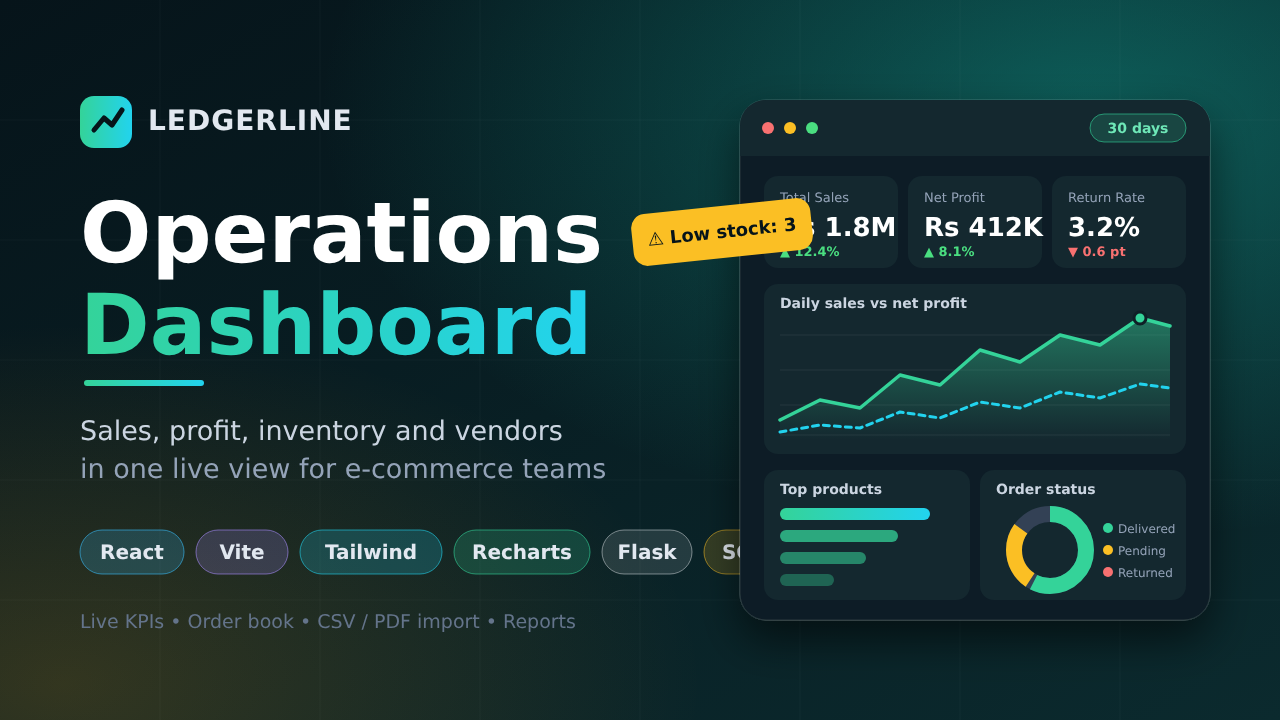 LEDGERLINE
Operations
Dashboard
Sales, profit, inventory and vendors
in one live view for e-commerce teams
React Vite Tailwind Recharts Flask
Live KPIs • Order book • CSV / PDF import • Reports
30 days
⚠ Low stock: 3
Total Sales
1.8M
▲ 12.4%
Net Profit
Rs 412K
▲ 8.1%
Return Rate
3.2%
▼ 0.6 pt
Daily sales vs net profit
Top products
Order status
Delivered
Pending
Returned